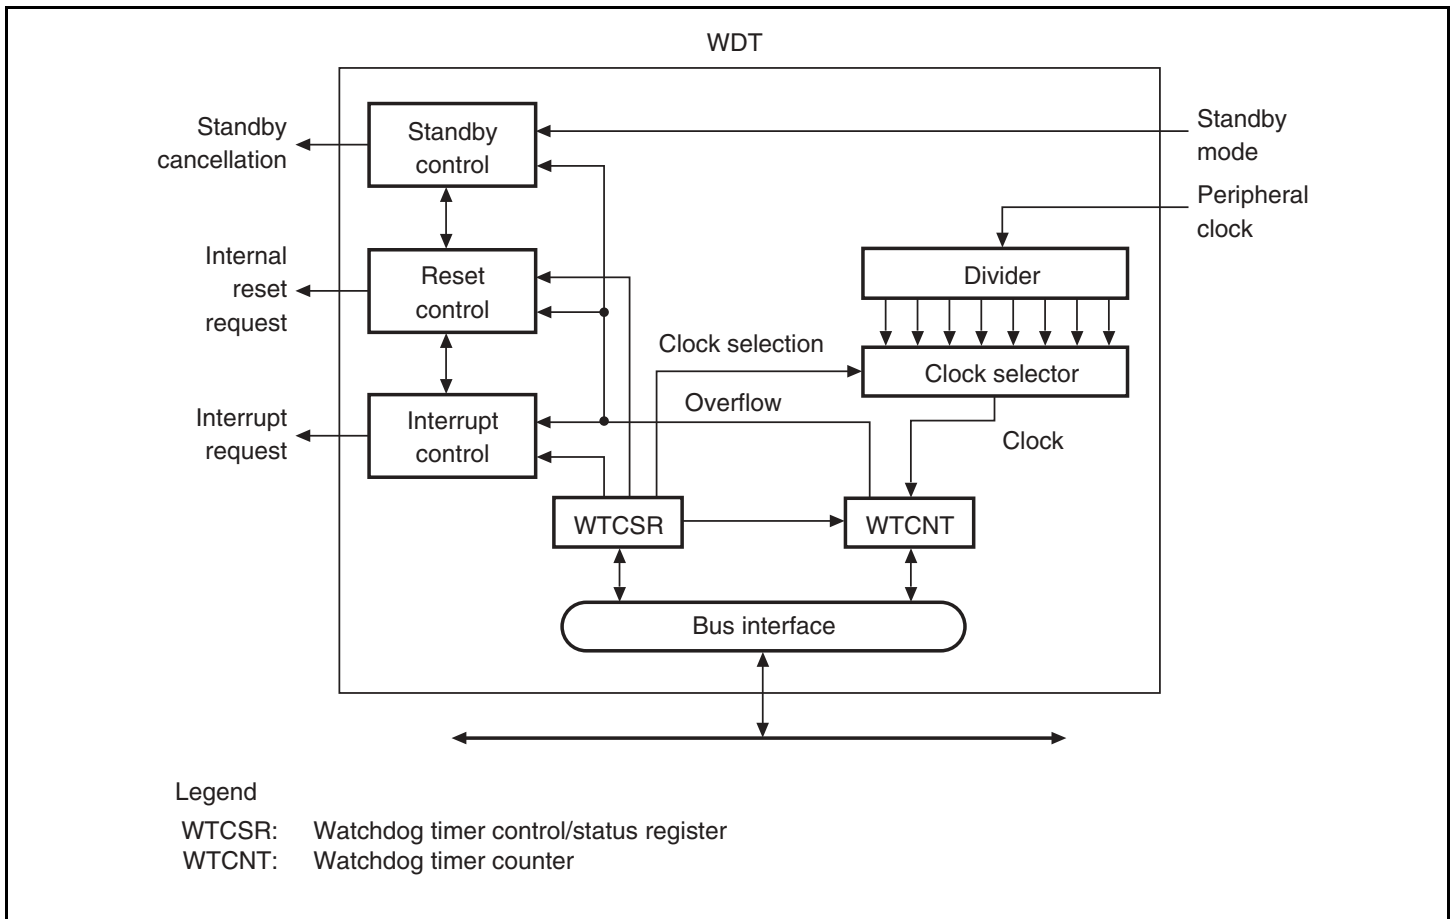 WDT
Standby
cancellation
Standby
control
Standby
mode
Peripheral
clock
Internal
reset
request
Reset
control
Divider
Clock selection
Clock selector
Overflow
Interrupt
request
Interrupt
control
Clock
WTCSR
WTCNT
Bus interface
Legend
WTCSR: Watchdog timer control/status register
WTCNT: Watchdog timer counter